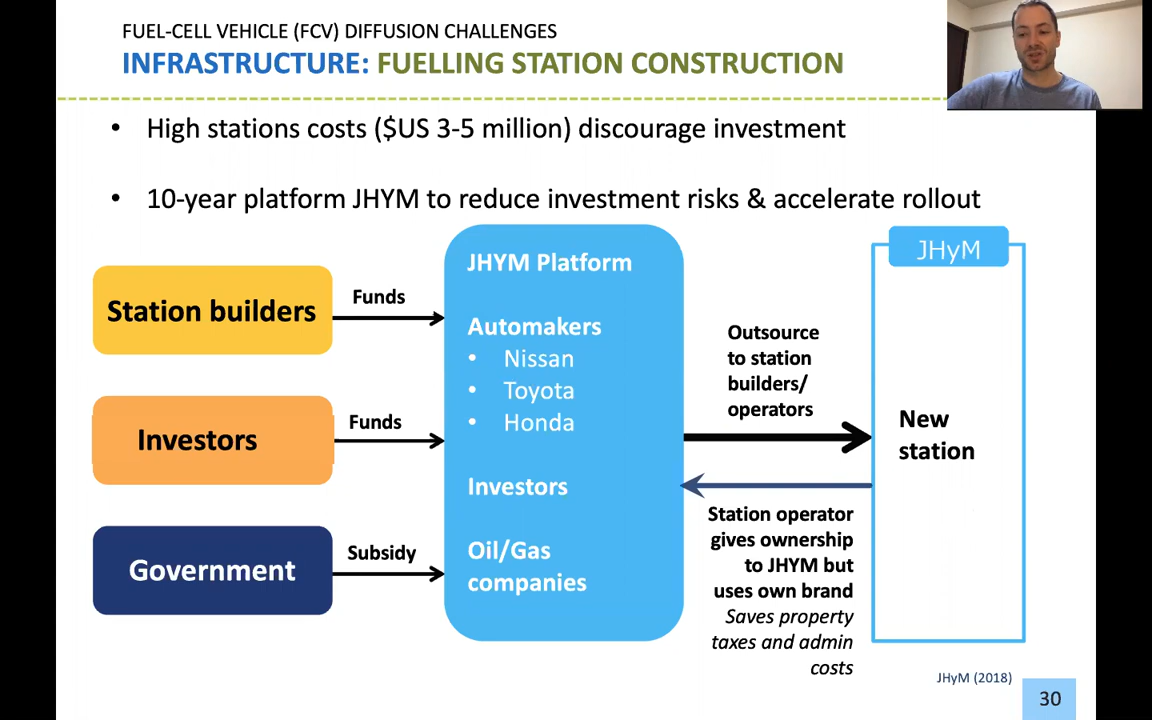 FUEL-CELL VEHICLE (FCV) DIFFUSION CHALLENGES
INFRASTRUCTURE: FUELLING STATION CONSTRUCTION
• High stations costs ($US 3-5 million) discourage investment
• 10-year platform JHYM to reduce investment risks & accelerate rollout
Station builders
Funds
Investors
Funds
Government
Subsidy
JHYM Platform
Automakers
• Nissan
• Toyota
• Honda
Investors
Oil/Gas
companies
Outsource
to station
builders/
operators
Station operator
gives ownership
to JHYM but
uses own brand
Saves property
taxes and admin
costs
JHyM
New
station
JHyM (2018)
30